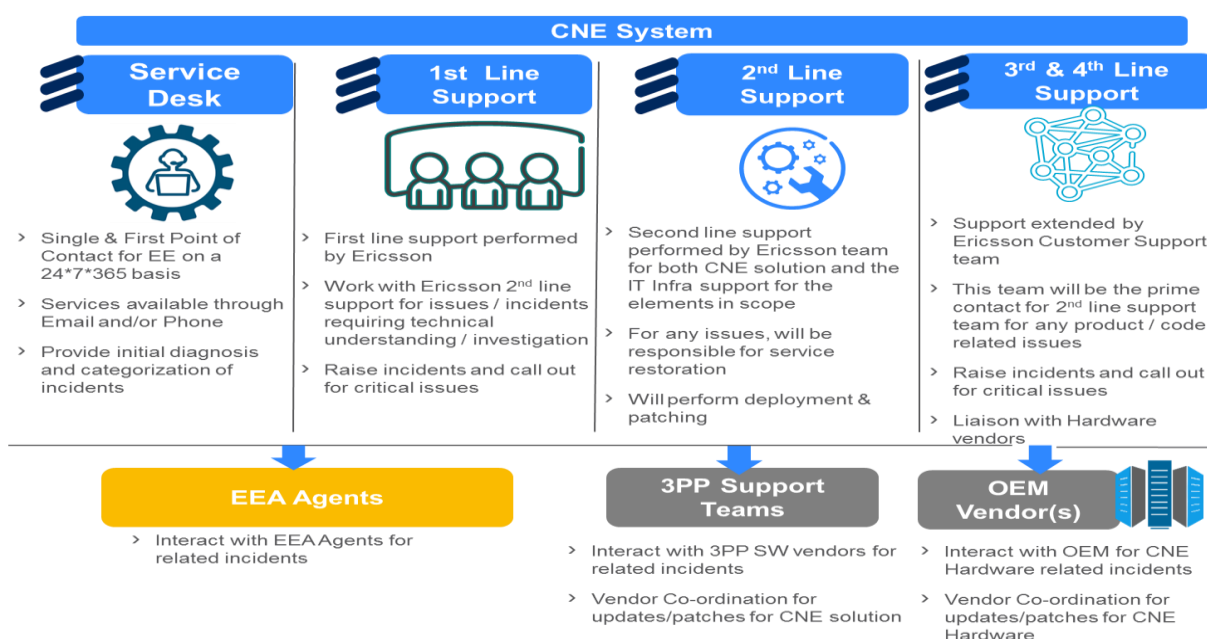 CNE System
Service
Desk
> Single & First Point of
Contact for EE on a
24*7*365 basis
> Services available through
Email and/or Phone
> Provide initial diagnosis
and categorization of
incidents
1st Line
Support
> First line support performed
by Ericsson
> Work with Ericsson 2nd line
support for issues / incidents
requiring technical
understanding / investigation
> Raise incidents and call out
for critical issues
2nd Line
Support
> Second line support
performed by Ericsson team
for both CNE solution and the
IT Infra support for the
elements in scope
> For any issues, will be
responsible for service
restoration
> Will perform deployment &
patching
3rd & 4th Line
Support
> Support extended by
Ericsson Customer Support
team
> This team will be the prime
contact for 2nd line support
team for any product / code
related issues
> Raise incidents and call out
for critical issues
> Liaison with Hardware
vendors
EEA Agents
> Interact with EEA Agents for
related incidents
3PP Support
Teams
> Interact with 3PP SW vendors for
related incidents
> Vendor Co-ordination for
updates/patches for CNE solution
OEM
Vendor(s)
> Interact with OEM for CNE
Hardware related incidents
> Vendor Co-ordination for
updates/patches for CNE
Hardware